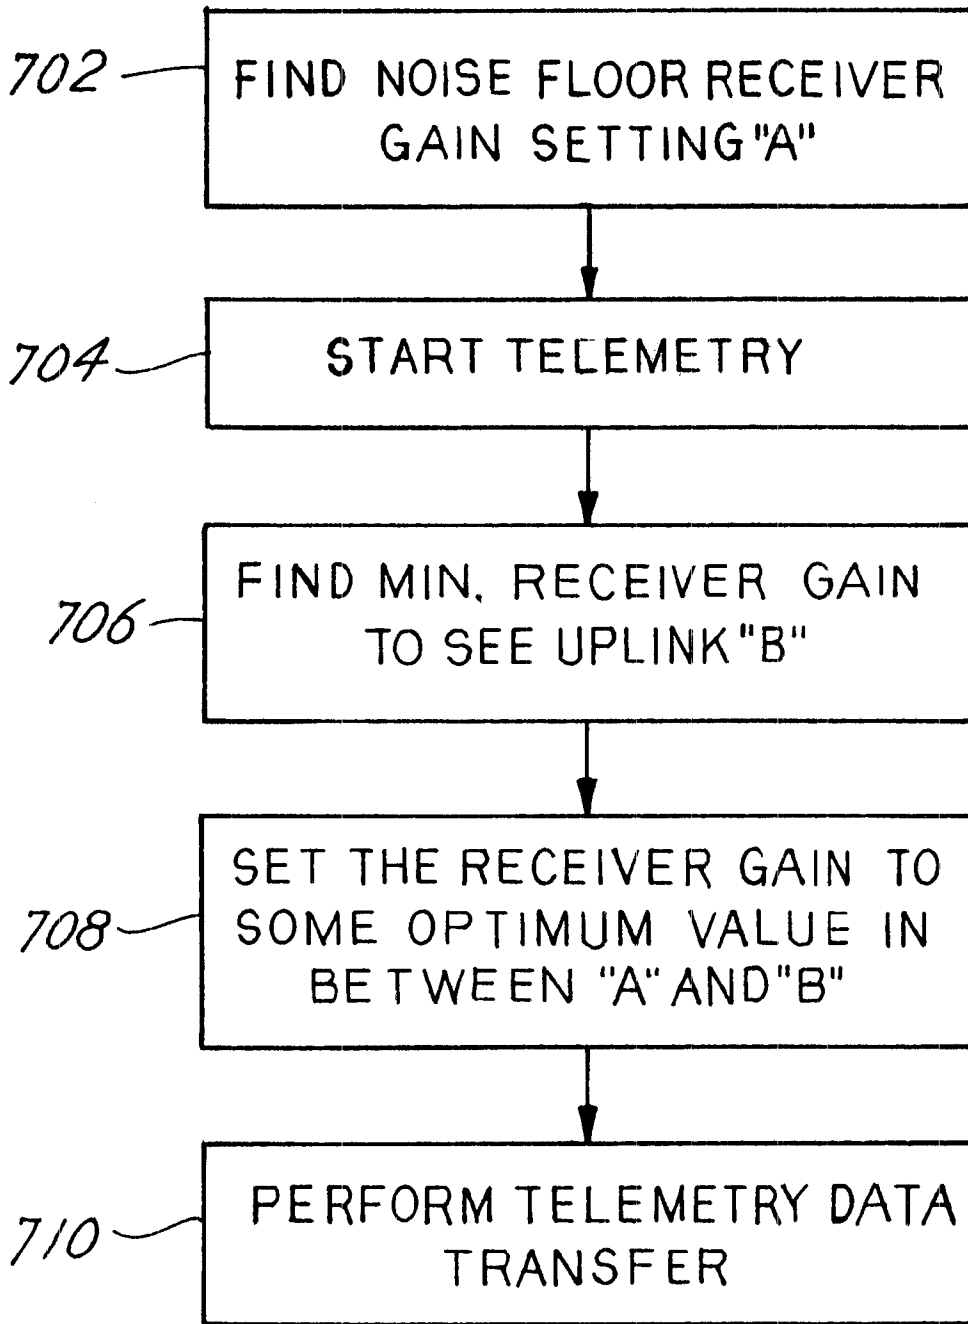 702
FIND NOISE FLOOR RECEIVER
GAIN SETTING "A"
704
START TELEMETRY
706
FIND MIN. RECEIVER GAIN
TO SEE UPLINK "B"
708
SET THE RECEIVER GAIN TO
SOME OPTIMUM VALUE IN
BETWEEN "A" AND "B"
710
PERFORM TELEMETRY DATA
TRANSFER